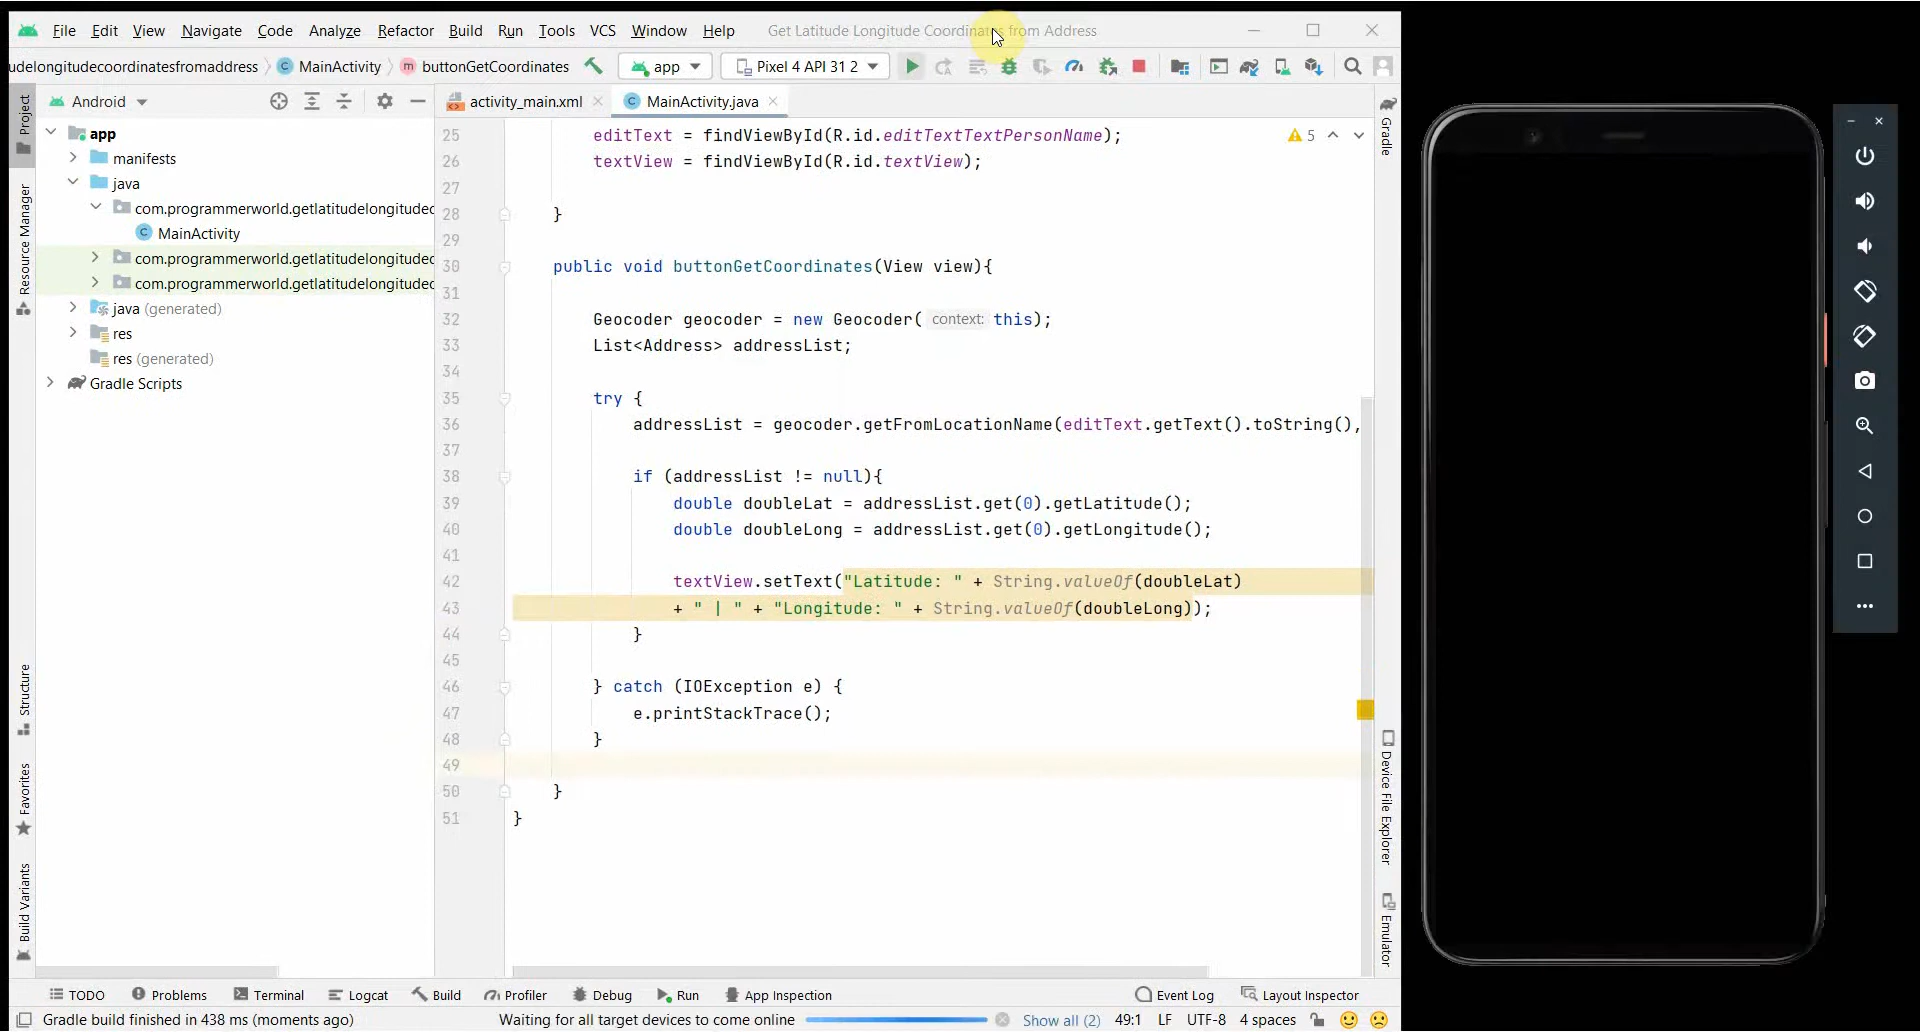 File Edit View Navigate Code Analyze Refactor Build Run Tools VCS Window Help Get Latitude Longitude Coordinates from Address
udelongitudecoordinatesfromaddress MainActivity m buttonGetCoordinates app Pixel 4 API 31 2
Android
activity_main.xml
C MainActivity.java
Project
Resource Manager
Structure
Favorites
Build Variants
app
manifests
java
com.programmerworld.getlatitudelongitudec
C MainActivity
com.programmerworld.getlatitudelongitudec
com.programmerworld.getlatitudelongitudec
java (generated)
res
res (generated)
Gradle Scripts
25 editText = findViewById(R.id.editTextTextPersonName);
5
26 textView = findViewById(R.id.textView);
27
28 }
29
30 public void buttonGetCoordinates(View view){
31
32 Geocoder geocoder = new Geocoder( context: this);
33 List<Address> addressList;
34
35 try {
36 addressList = geocoder.getFromLocationName(editText.getText().toString(),
37
38 if (addressList != null){
39 double doubleLat = addressList.get(0).getLatitude();
40 double doubleLong = addressList.get(0).getLongitude();
41
42 textView.setText("Latitude: " + String.valueOf(doubleLat)
43 + " | " + "Longitude: " + String.valueOf(doubleLong));
44 }
45
46 } catch (IOException e) {
47 e.printStackTrace();
48 }
49
50 }
51 }
Gradle
Device File Explorer
Emulator
TODO Problems Terminal Logcat Build Profiler Debug Run App Inspection Event Log Layout Inspector
Gradle build finished in 438 ms (moments ago) Waiting for all target devices to come online Show all (2) 49:1 LF UTF-8 4 spaces